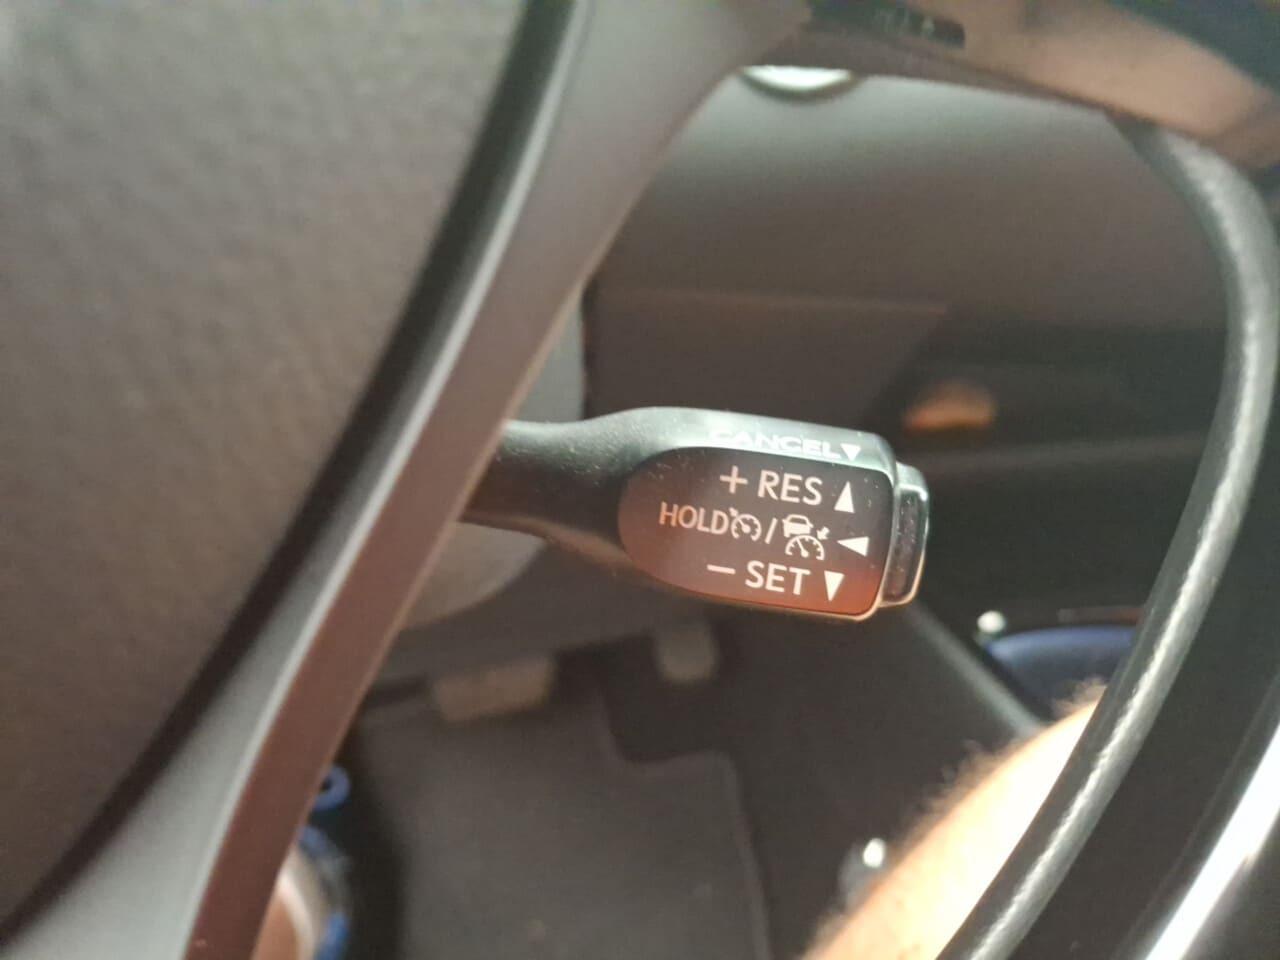 CANCEL▼
+ RES ▲
HOLD / ◀
− SET ▼